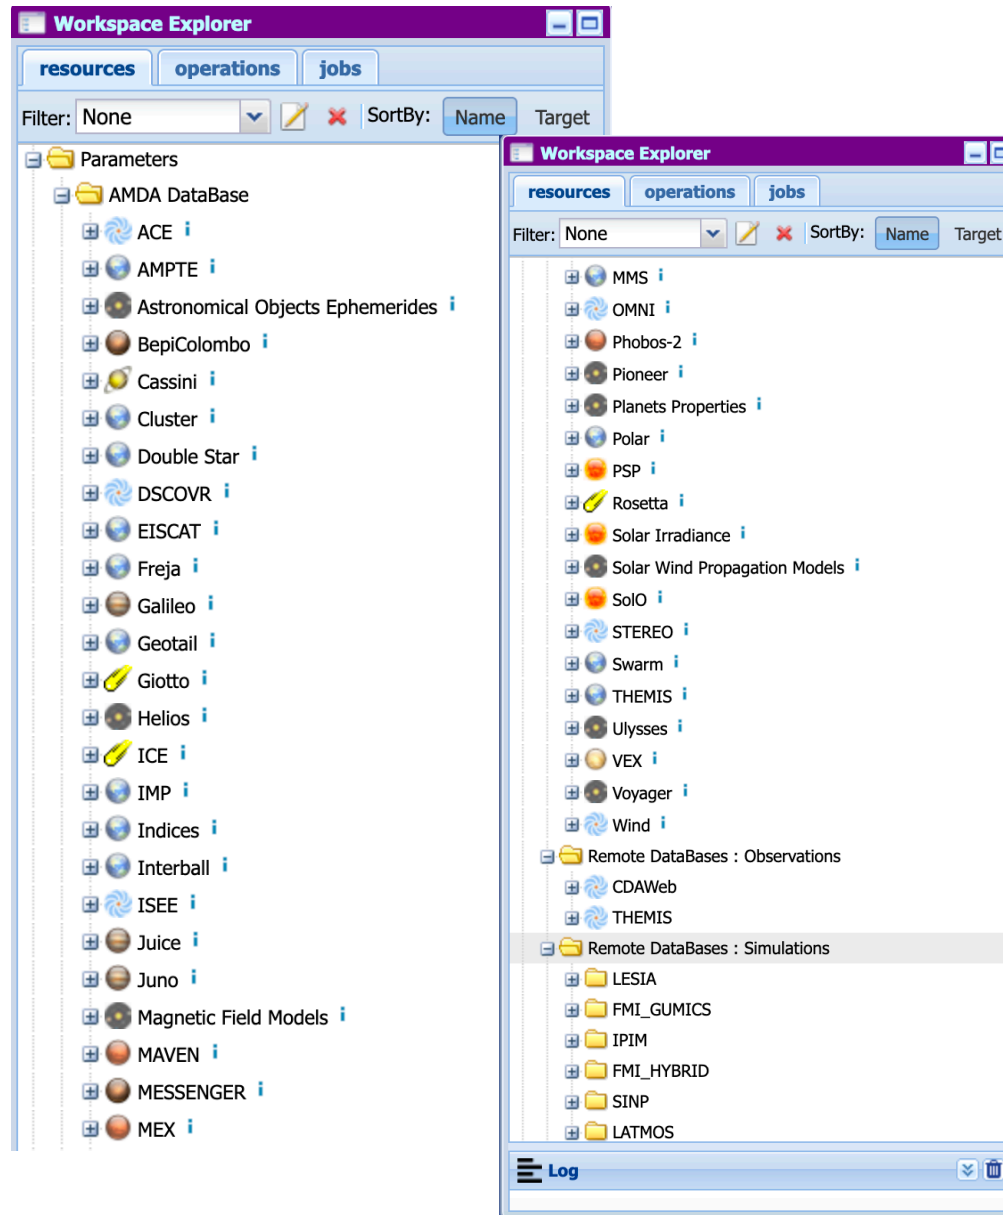 Workspace Explorer
resources operations jobs
Filter: None SortBy: Name Target
Parameters
AMDA DataBase
ACE i
AMPTE i
Astronomical Objects Ephemerides i
BepiColombo i
Cassini i
Cluster i
Double Star i
DSCOVR i
EISCAT i
Freja i
Galileo i
Geotail i
Giotto i
Helios i
ICE i
IMP i
Indices i
Interball i
ISEE i
Juice i
Juno i
Magnetic Field Models i
MAVEN i
MESSENGER i
MEX i
Workspace Explorer
resources operations jobs
Filter: None SortBy: Name Target
MMS i
OMNI i
Phobos-2 i
Pioneer i
Planets Properties i
Polar i
PSP i
Rosetta i
Solar Irradiance i
Solar Wind Propagation Models i
SolO i
STEREO i
Swarm i
THEMIS i
Ulysses i
VEX i
Voyager i
Wind i
Remote DataBases : Observations
CDAWeb
THEMIS
Remote DataBases : Simulations
LESIA
FMI_GUMICS
IPIM
FMI_HYBRID
SINP
LATMOS
Log